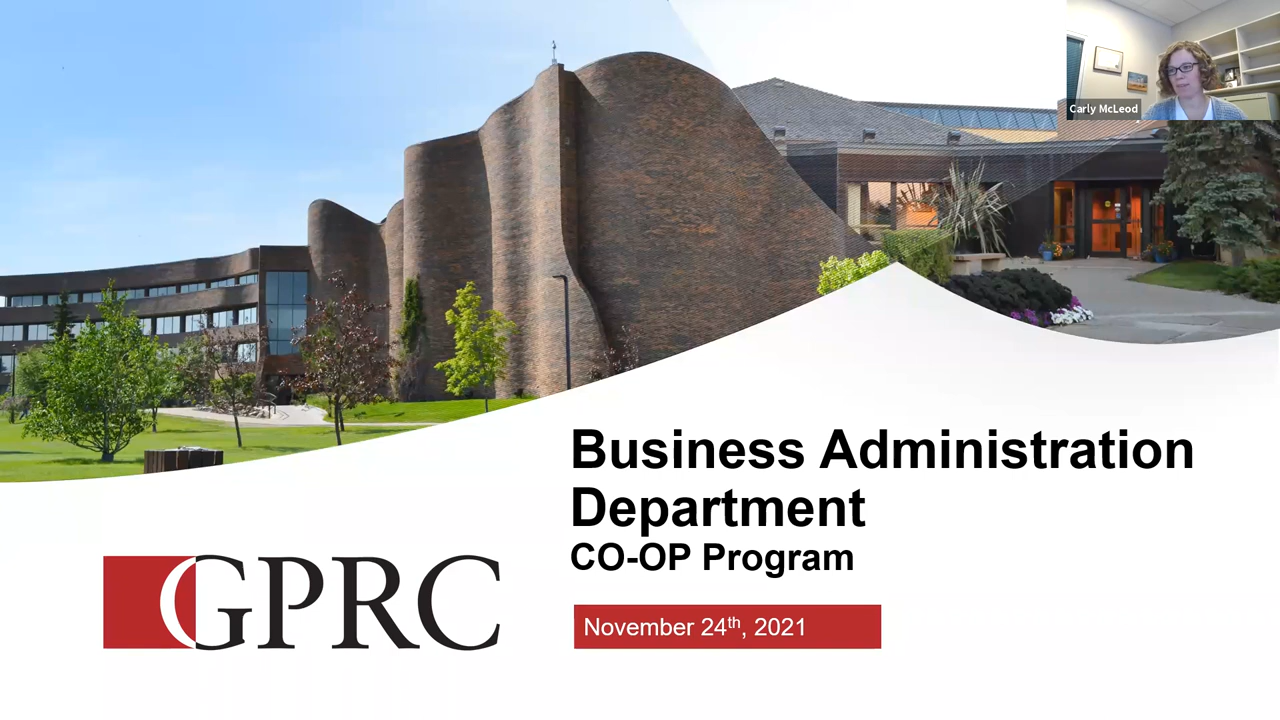 Carly McLeod
Business Administration
Department
CO-OP Program
GPRC
November 24th, 2021